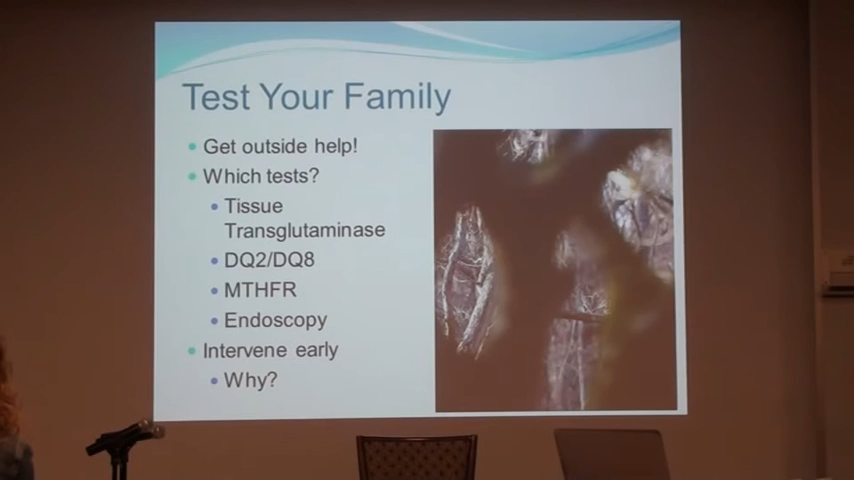 Test Your Family
Get outside help!
Which tests?
Tissue
Transglutaminase
DQ2/DQ8
MTHFR
Endoscopy
Intervene early
Why?